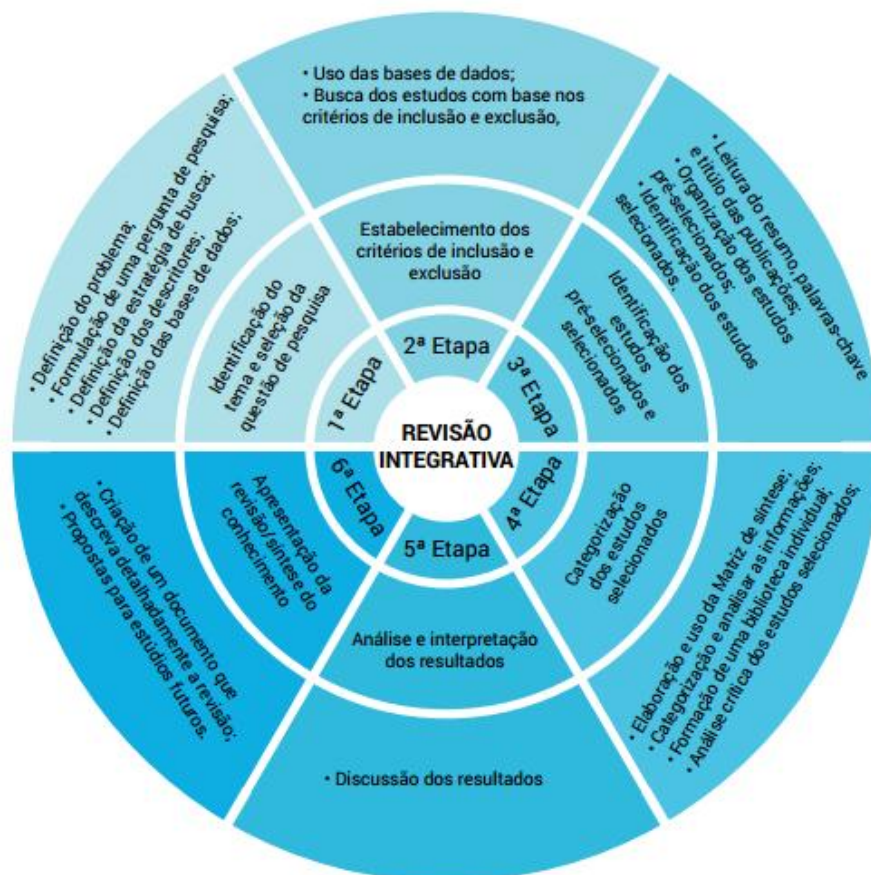 REVISÃO
INTEGRATIVA
1ª Etapa
Identificação do
tema e seleção da
questão de pesquisa
• Definição do problema;
• Formulação de uma pergunta de pesquisa;
• Definição da estratégia de busca;
• Definição dos descritores;
• Definição das bases de dados;
2ª Etapa
Estabelecimento dos
critérios de inclusão e
exclusão
• Uso das bases de dados;
• Busca dos estudos com base nos
critérios de inclusão e exclusão,
3ª Etapa
Identificação dos
estudos
pré-selecionados e
selecionados
• Leitura do resumo, palavras-chave
e titúlo das publicações;
• Organização dos estudos
pré-selecionados;
• Identificação dos estudos
selecionados,
4ª Etapa
Categorização
dos estudos
selecionados
• Elaboração e uso da Matriz de síntese;
• Categorização e analisar as informações;
• Formação de uma biblioteca individual;
• Análise crítica dos estudos selecionados;
5ª Etapa
Análise e interpretação
dos resultados
• Discussão dos resultados
6ª Etapa
Apresentação da
revisão/síntese do
conhecimento
• Criação de um documento que
descreva detalhadamente a revisão;
• Propostas para estúdios futuros.